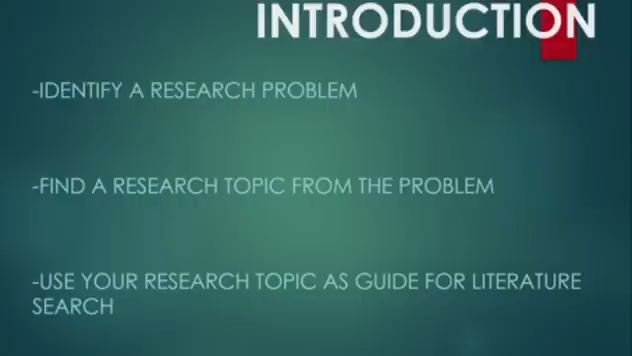 INTRODUCTION
-IDENTIFY A RESEARCH PROBLEM
-FIND A RESEARCH TOPIC FROM THE PROBLEM
-USE YOUR RESEARCH TOPIC AS GUIDE FOR LITERATURE
SEARCH